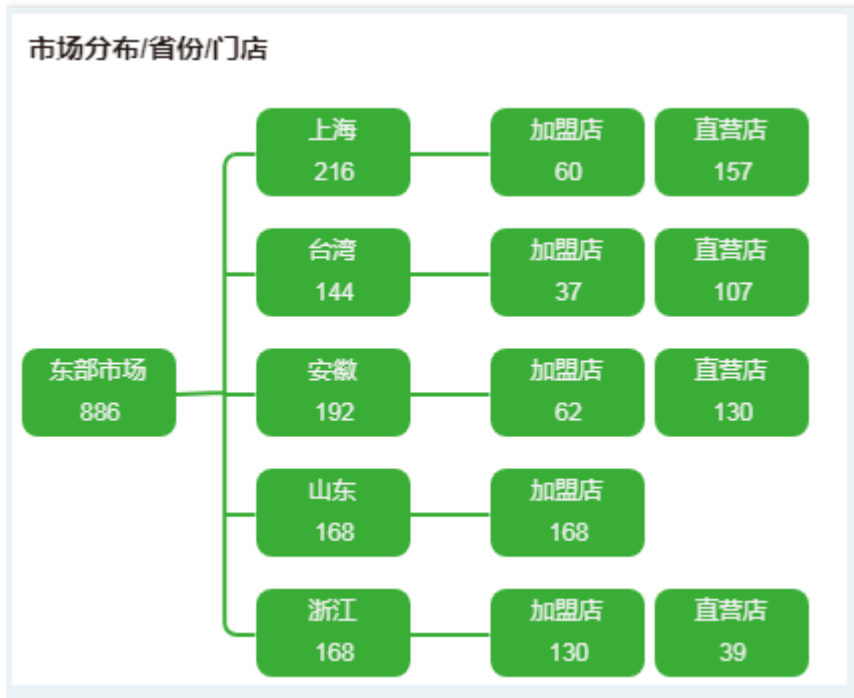 市场分布/省份/门店
上海
216
加盟店
60
直营店
157
台湾
144
加盟店
37
直营店
107
东部市场
886
安徽
192
加盟店
62
直营店
130
山东
168
加盟店
168
浙江
168
加盟店
130
直营店
39